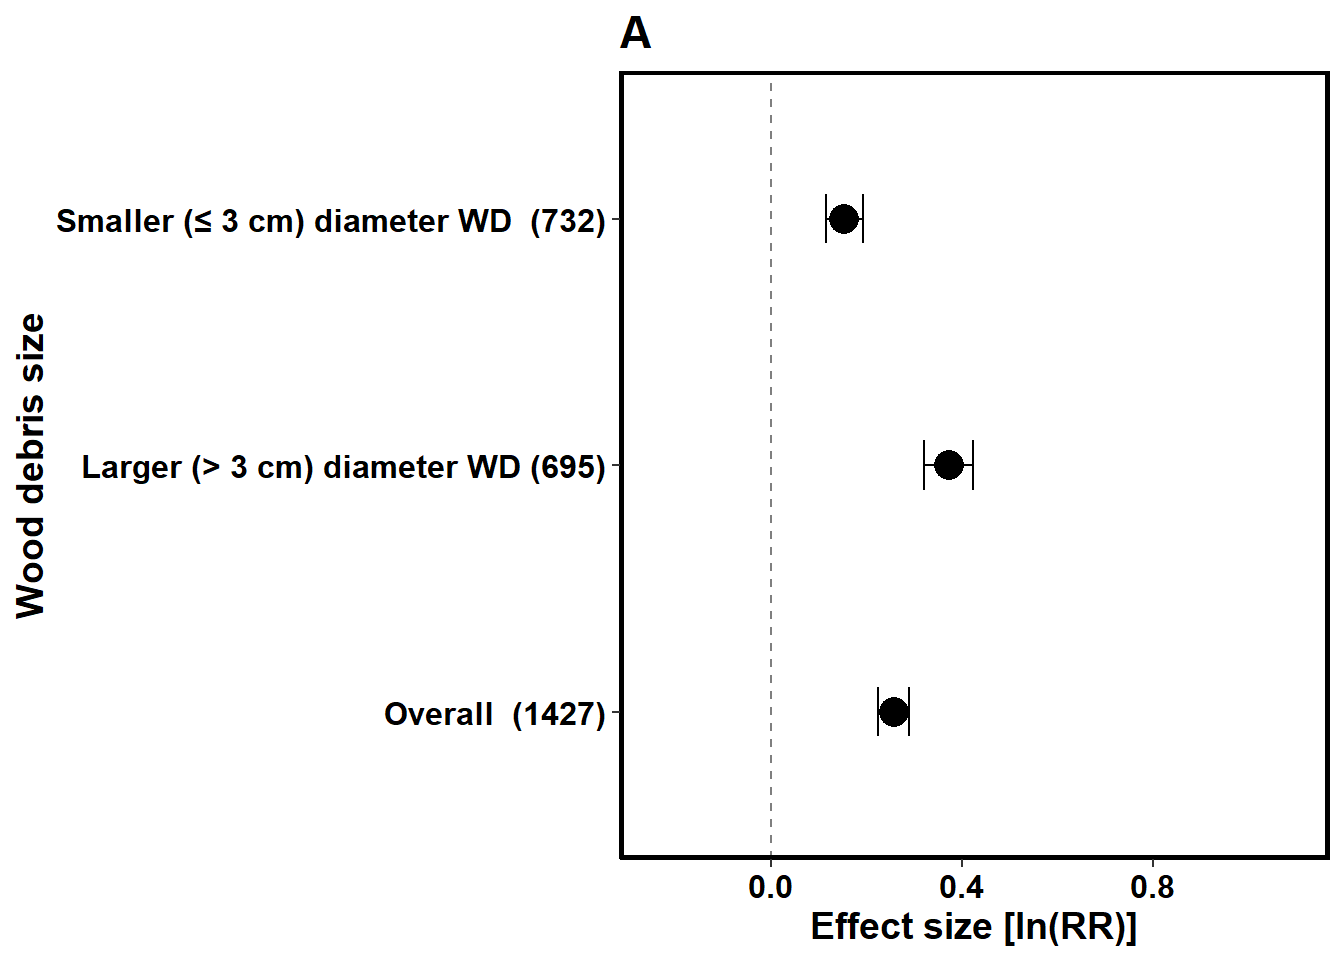 A
Smaller (≤ 3 cm) diameter WD  (732)
Larger (> 3 cm) diameter WD (695)
Overall  (1427)
Wood debris size
0.0 0.4 0.8
Effect size [ln(RR)]